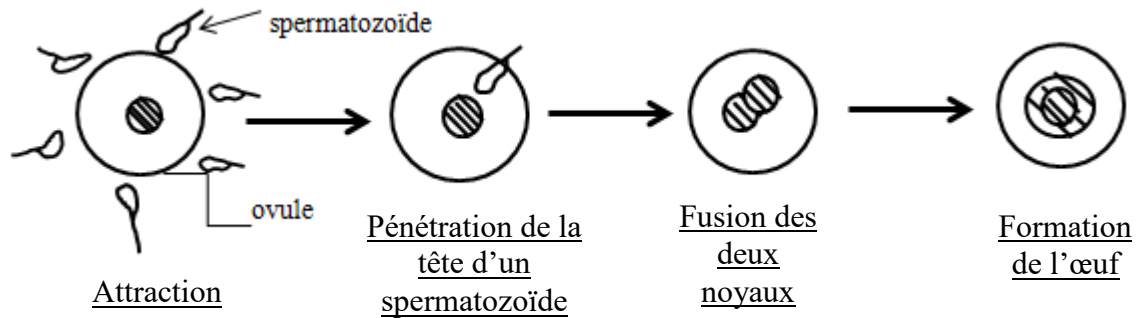 spermatozoïde
ovule
Attraction
Pénétration de la
tête d’un
spermatozoïde
Fusion des
deux
noyaux
Formation
de l’œuf